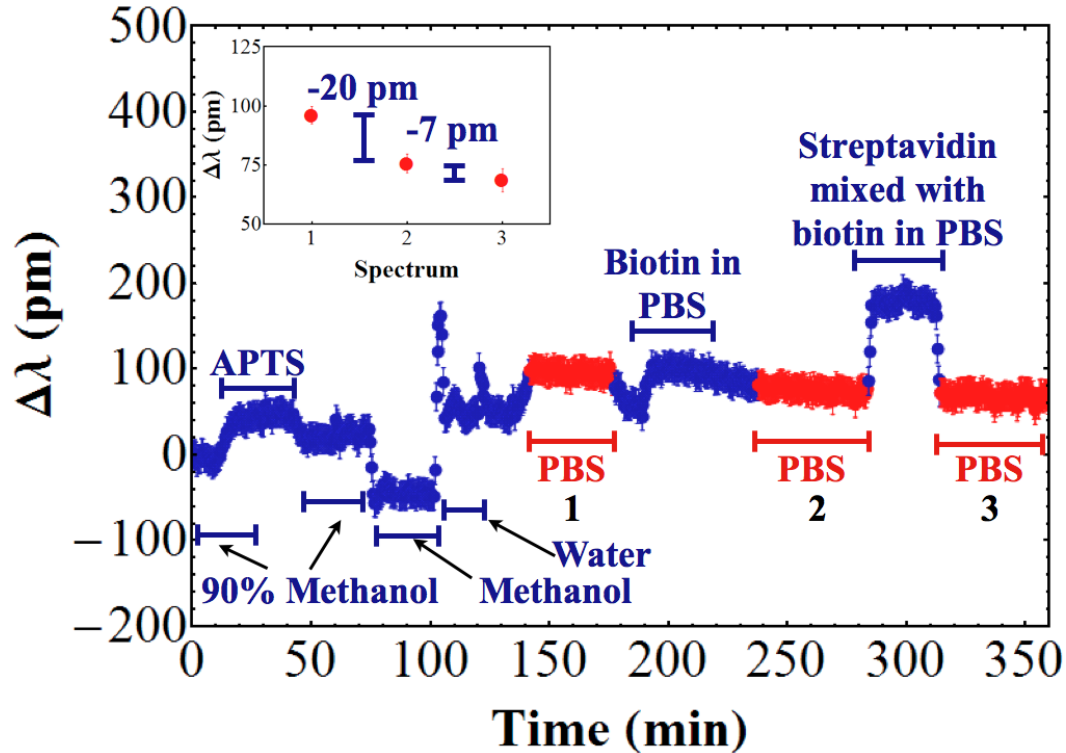 500
400
300
200
100
0
−100
−200
Δλ (pm)
0
50
100
150
200
250
300
350
Time (min)
125
100
75
50
Δλ (pm)
1
2
3
Spectrum
-20 pm
-7 pm
APTS
90% Methanol
Methanol
Water
PBS
1
Biotin in
PBS
PBS
2
Streptavidin
mixed with
biotin in PBS
PBS
3